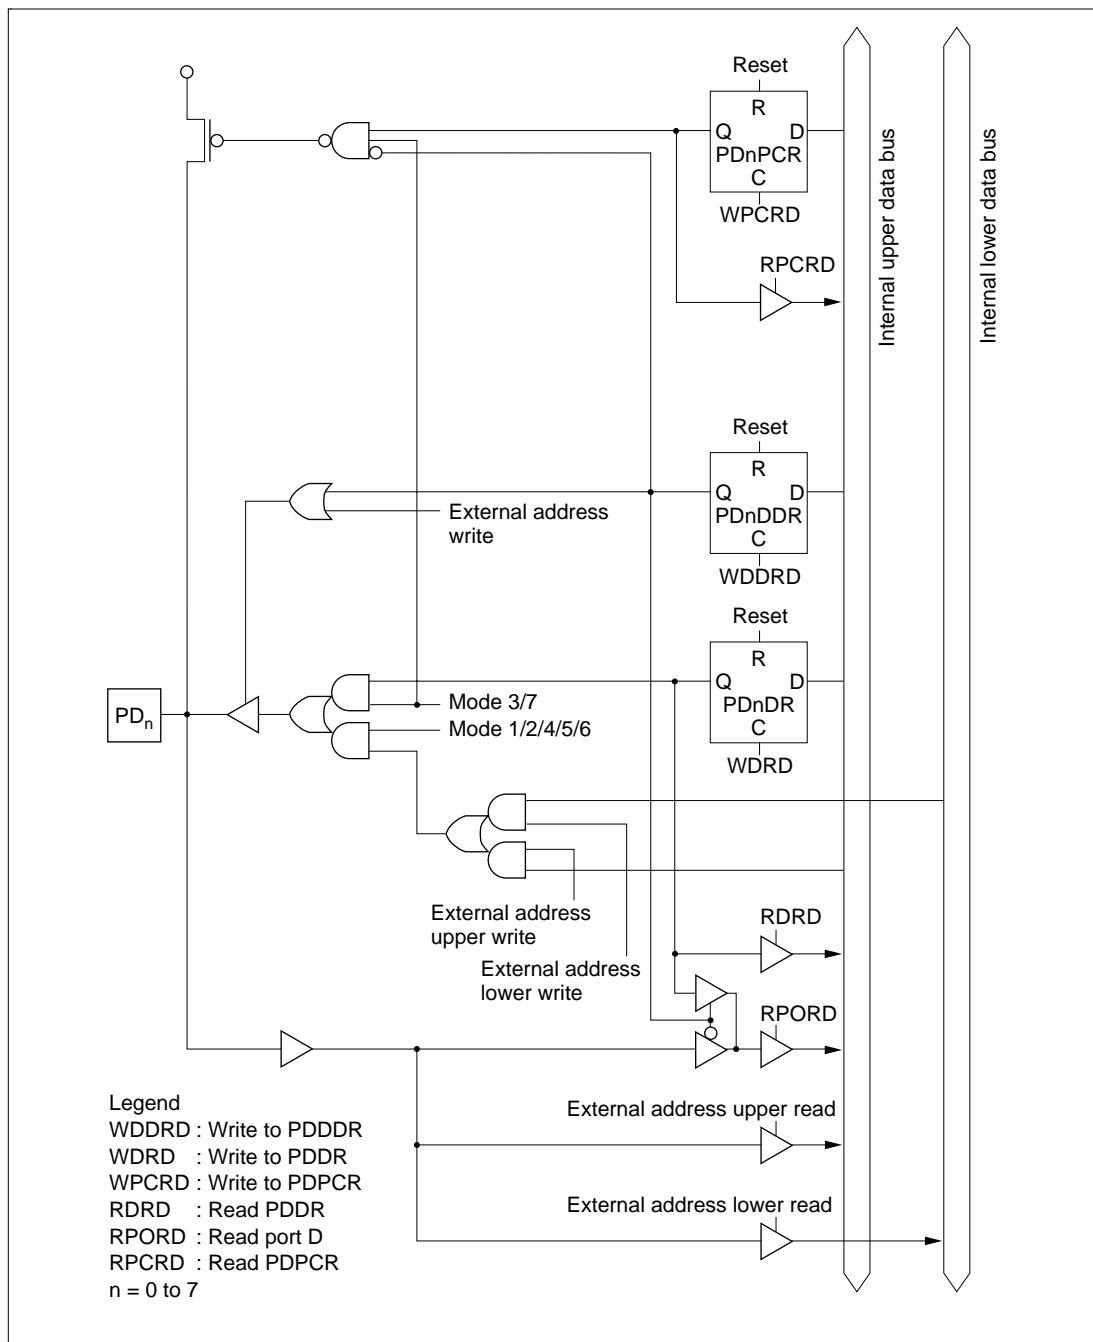 Reset
R
Q D
PDnPCR
C
WPCRD
RPCRD
Internal upper data bus
Internal lower data bus
Reset
R
Q D
PDnDDR
C
WDDRD
External address
write
Reset
R
Q D
PDnDR
C
WDRD
PDn
Mode 3/7
Mode 1/2/4/5/6
External address
upper write
External address
lower write
RDRD
RPORD
External address upper read
External address lower read
Legend
WDDRD : Write to PDDDR
WDRD : Write to PDDR
WPCRD : Write to PDPCR
RDRD : Read PDDR
RPORD : Read port D
RPCRD : Read PDPCR
n = 0 to 7